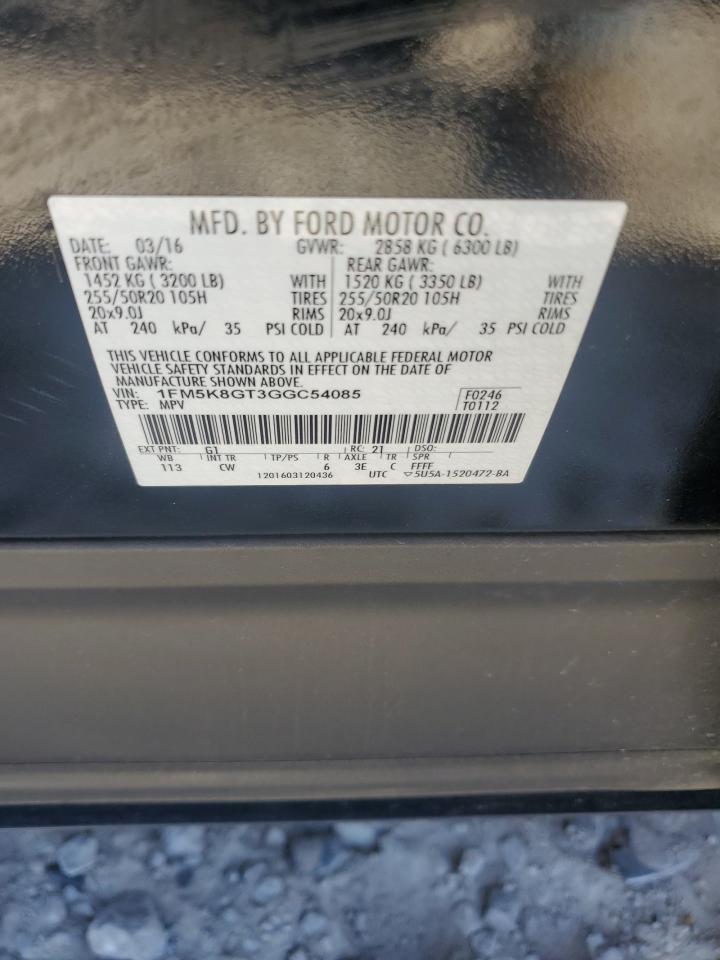 MFD. BY FORD MOTOR CO.
DATE: 03/16 GVWR: 2858 KG ( 6300 LB)
FRONT GAWR: REAR GAWR:
1452 KG ( 3200 LB) WITH 1520 KG ( 3350 LB) WITH
255/50R20 105H TIRES 255/50R20 105H TIRES
20x9.0J RIMS 20x9.0J RIMS
AT 240 kPa/ 35 PSI COLD AT 240 kPa/ 35 PSI COLD
THIS VEHICLE CONFORMS TO ALL APPLICABLE FEDERAL MOTOR
VEHICLE SAFETY STANDARDS IN EFFECT ON THE DATE OF
MANUFACTURE SHOWN ABOVE.
VIN: 1FM5K8GT3GGC54085 F0246
TYPE: MPV T0112
EXT PNT: G1 RC: 21 DSO:
WB INT TR TP/PS R AXLE TR SPR
113 CW 6 3E C FFFF
1201603120436 UTC ▽5U5A-1520472-BA